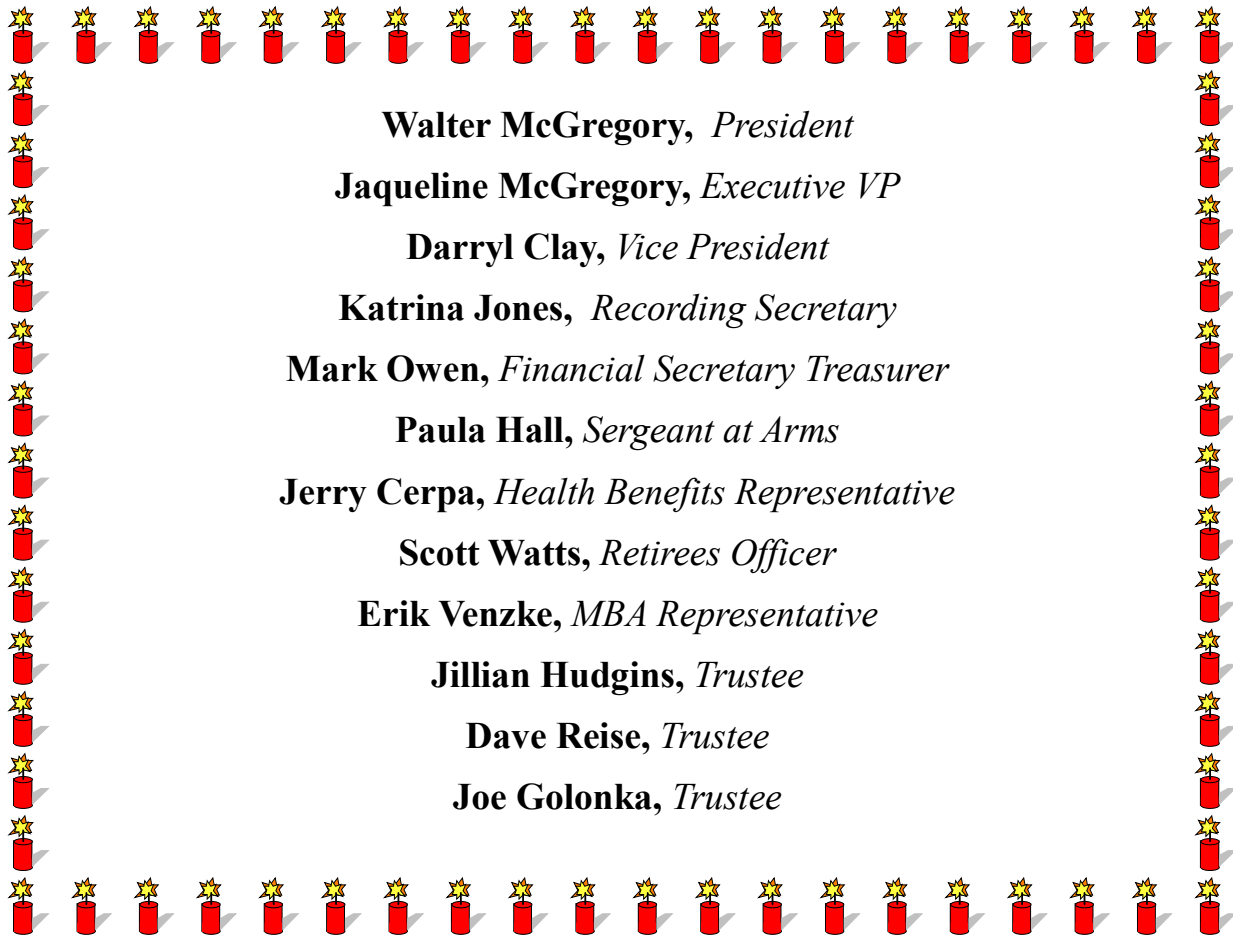 Walter McGregory, President
Jaqueline McGregory, Executive VP
Darryl Clay, Vice President
Katrina Jones, Recording Secretary
Mark Owen, Financial Secretary Treasurer
Paula Hall, Sergeant at Arms
Jerry Cerpa, Health Benefits Representative
Scott Watts, Retirees Officer
Erik Venzke, MBA Representative
Jillian Hudgins, Trustee
Dave Reise, Trustee
Joe Golonka, Trustee